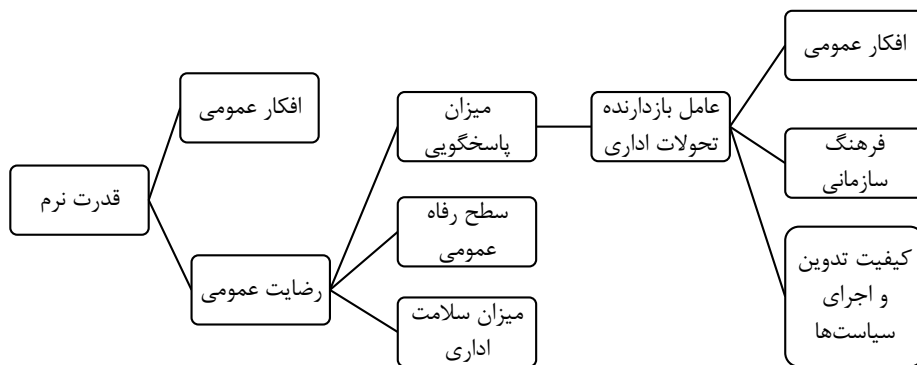 قدرت نرم
افکار عمومی
رضایت عمومی
میزان
پاسخگویی
سطح رفاه
عمومی
میزان سلامت
اداری
عامل بازدارنده
تحولات اداری
افکار عمومی
فرهنگ
سازمانی
کیفیت تدوین
و اجرای
سیاست‌ها